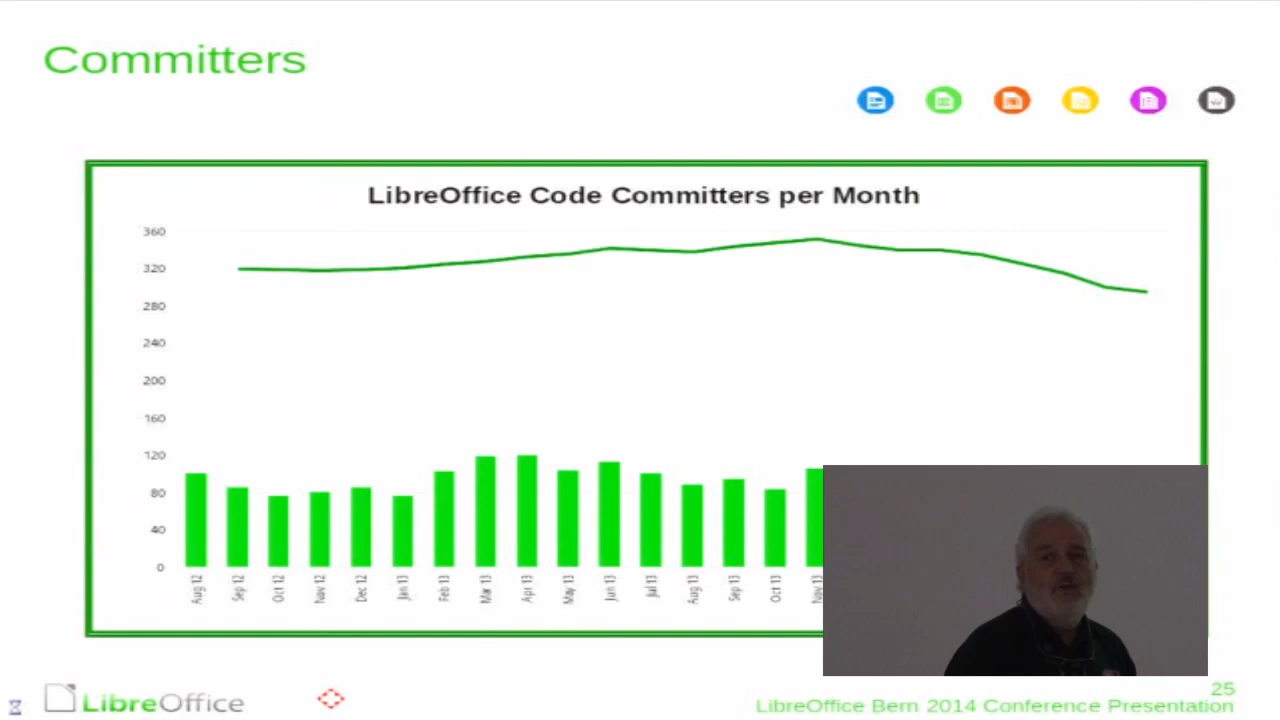 Committers
LibreOffice Code Committers per Month
360
320
280
240
200
160
120
80
40
0
Aug 12
Sep 12
Oct 12
Nov 12
Dec 12
Jan 13
Feb 13
Mar 13
Apr 13
May 13
Jun 13
Jul 13
Aug 13
Sep 13
Oct 13
Nov 13
LibreOffice
25
LibreOffice Bern 2014 Conference Presentation